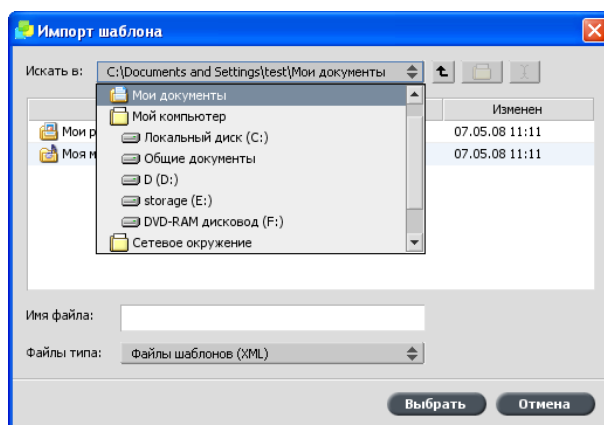 Импорт шаблона
Искать в: C:\Documents and Settings\test\Мои документы
Изменен
Мои документы
Мой компьютер
Локальный диск (C:)
Общие документы
D (D:)
storage (E:)
DVD-RAM дисковод (F:)
Сетевое окружение
Мои р 07.05.08 11:11
Моя м 07.05.08 11:11
Имя файла:
Файлы типа: Файлы шаблонов (XML)
Выбрать Отмена